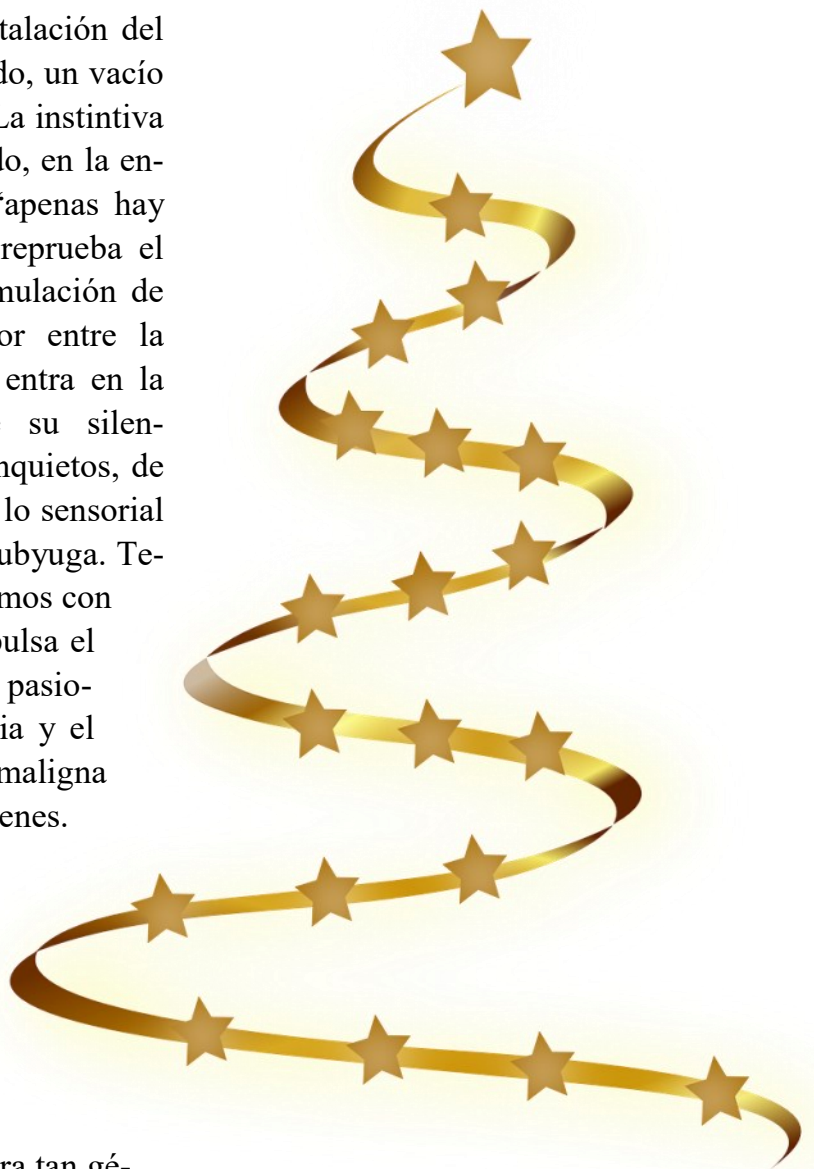 talación del
do, un vacío
La instintiva
do, en la en-
“apenas hay
reprueba el
mulación de
or entre la
entra en la
su silen-
nquietos, de
lo sensorial
ubyuga. Te-
mos con
pulsa el
pasio-
ia y el
maligna
enes.
ra tan gé-